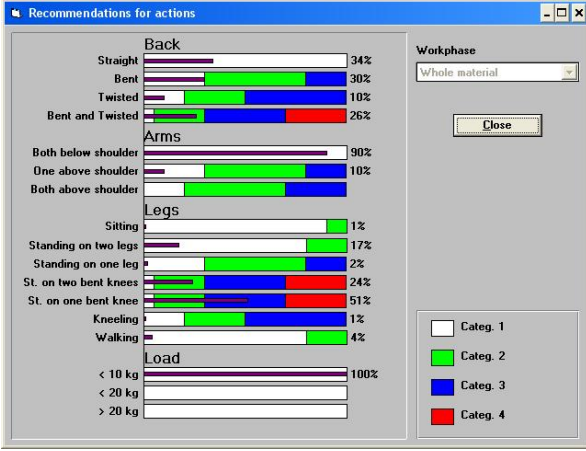 Recommendations for actions
Back
Straight 34%
Bent 30%
Twisted 10%
Bent and Twisted 26%
Arms
Both below shoulder 90%
One above shoulder 10%
Both above shoulder
Legs
Sitting 1%
Standing on two legs 17%
Standing on one leg 2%
St. on two bent knees 24%
St. on one bent knee 51%
Kneeling 1%
Walking 4%
Load
< 10 kg 100%
< 20 kg
> 20 kg
Workphase
Whole material
Close
Categ. 1
Categ. 2
Categ. 3
Categ. 4